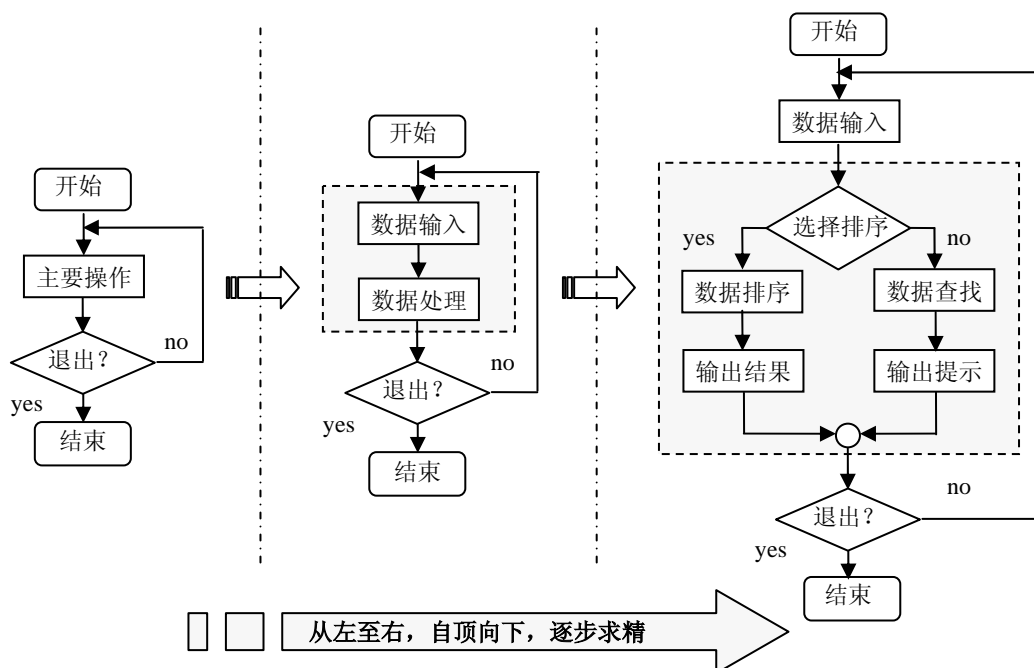 开始
主要操作
退出？
no
yes
结束
开始
数据输入
数据处理
退出？
no
yes
结束
开始
数据输入
选择排序
yes
no
数据排序
数据查找
输出结果
输出提示
退出？
no
yes
结束
从左至右，自顶向下，逐步求精